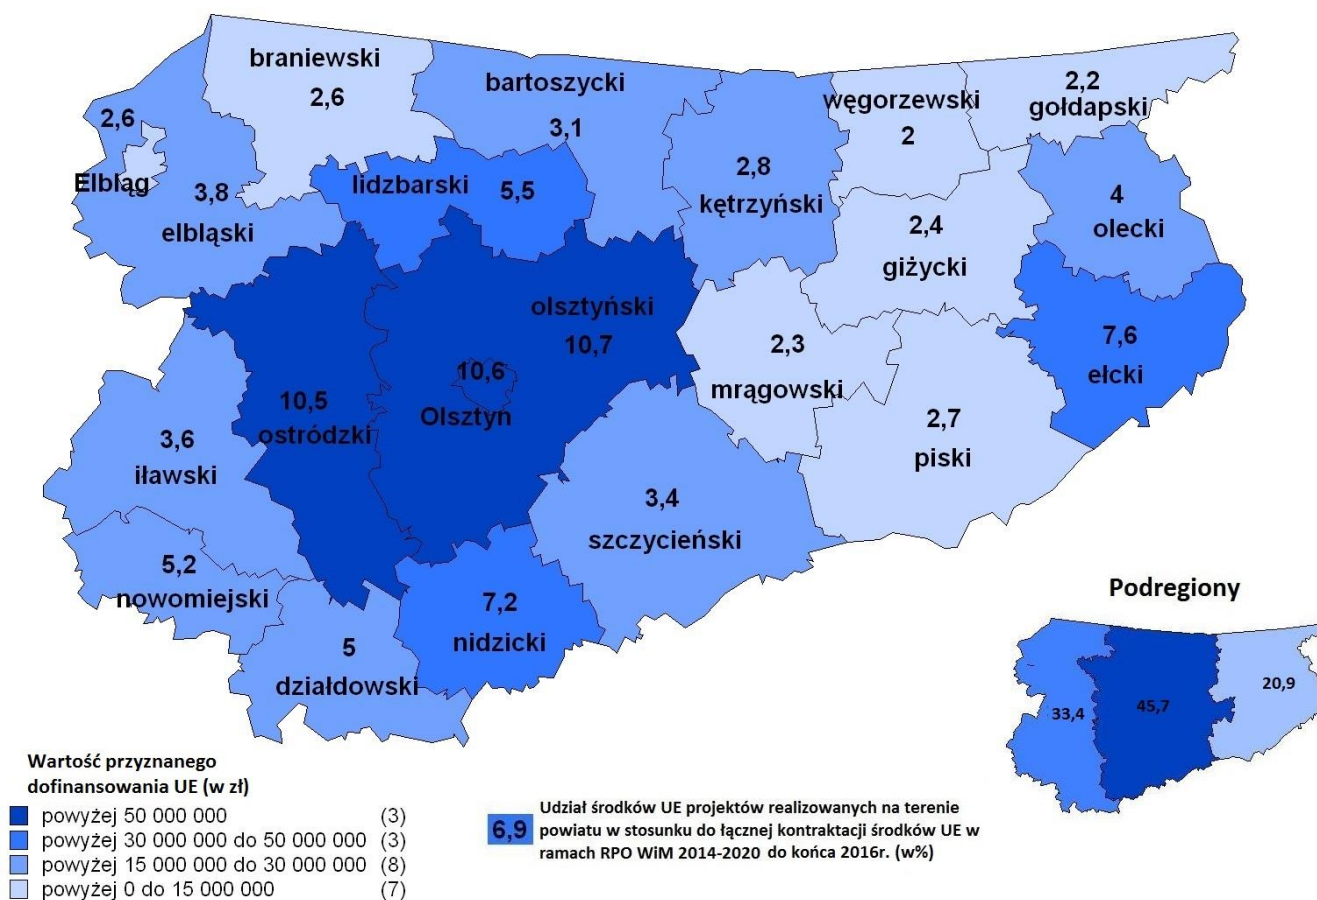 braniewski
2,6
bartoszycki
3,1
węgorzewski
2
2,2
gołdapski
2,6
Elbląg
3,8
elbląski
lidzbarski 5,5
2,8
kętrzyński
4
olecki
2,4
giżycki
olsztyński
10,7
10,6
Olsztyn
10,5
ostródzki
2,3
mrągowski
7,6
ełcki
3,6
iławski
2,7
piski
3,4
szczycieński
5,2
nowomiejski
7,2
nidzicki
5
działdowski
Podregiony
33,4
45,7
20,9
Wartość przyznanego
dofinansowania UE (w zł)
powyżej 50 000 000 (3)
powyżej 30 000 000 do 50 000 000 (3)
powyżej 15 000 000 do 30 000 000 (8)
powyżej 0 do 15 000 000 (7)
6,9
Udział środków UE projektów realizowanych na terenie
powiatu w stosunku do łącznej kontraktacji środków UE w
ramach RPO WiM 2014-2020 do końca 2016r. (w%)